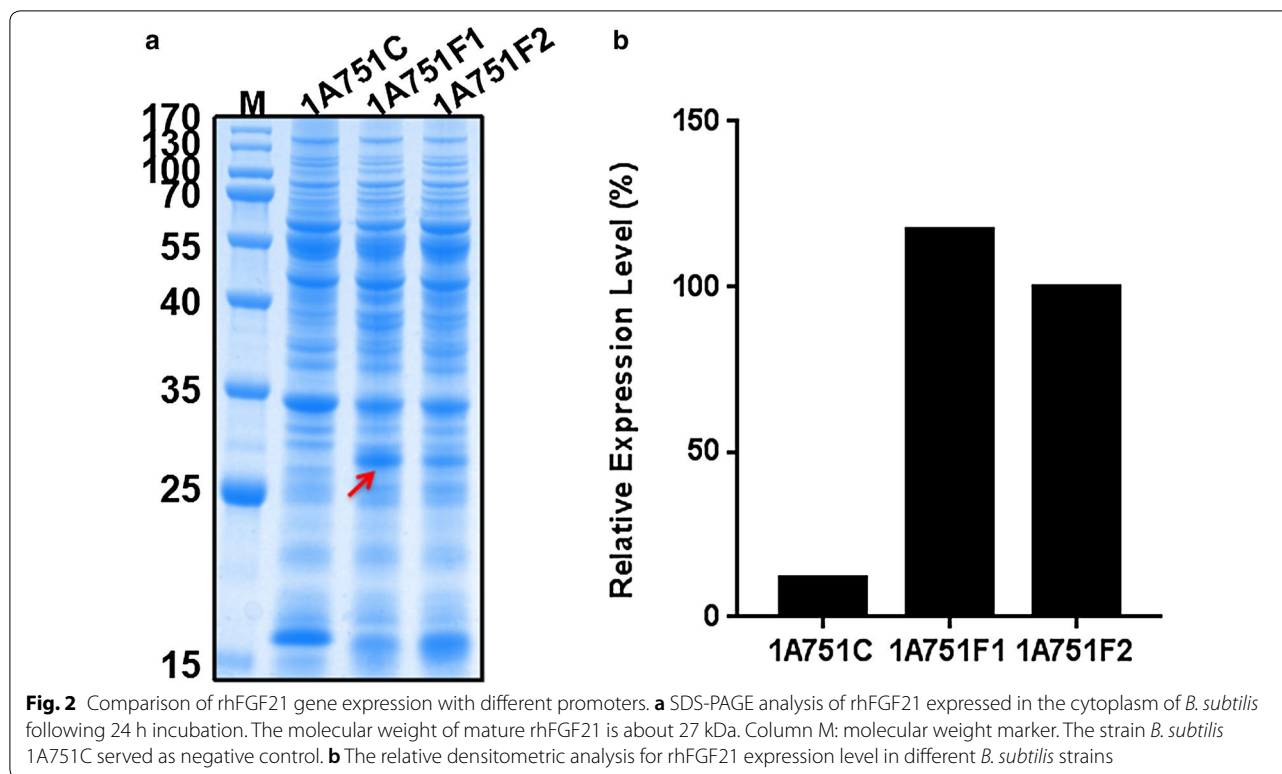 a
M 1A751C 1A751F1 1A751F2
170
130
100
70
55
40
35
25
15
b
Relative Expression Level (%)
150
100
50
0
1A751C 1A751F1 1A751F2
Fig. 2 Comparison of rhFGF21 gene expression with different promoters. a SDS-PAGE analysis of rhFGF21 expressed in the cytoplasm of B. subtilis
following 24 h incubation. The molecular weight of mature rhFGF21 is about 27 kDa. Column M: molecular weight marker. The strain B. subtilis
1A751C served as negative control. b The relative densitometric analysis for rhFGF21 expression level in different B. subtilis strains